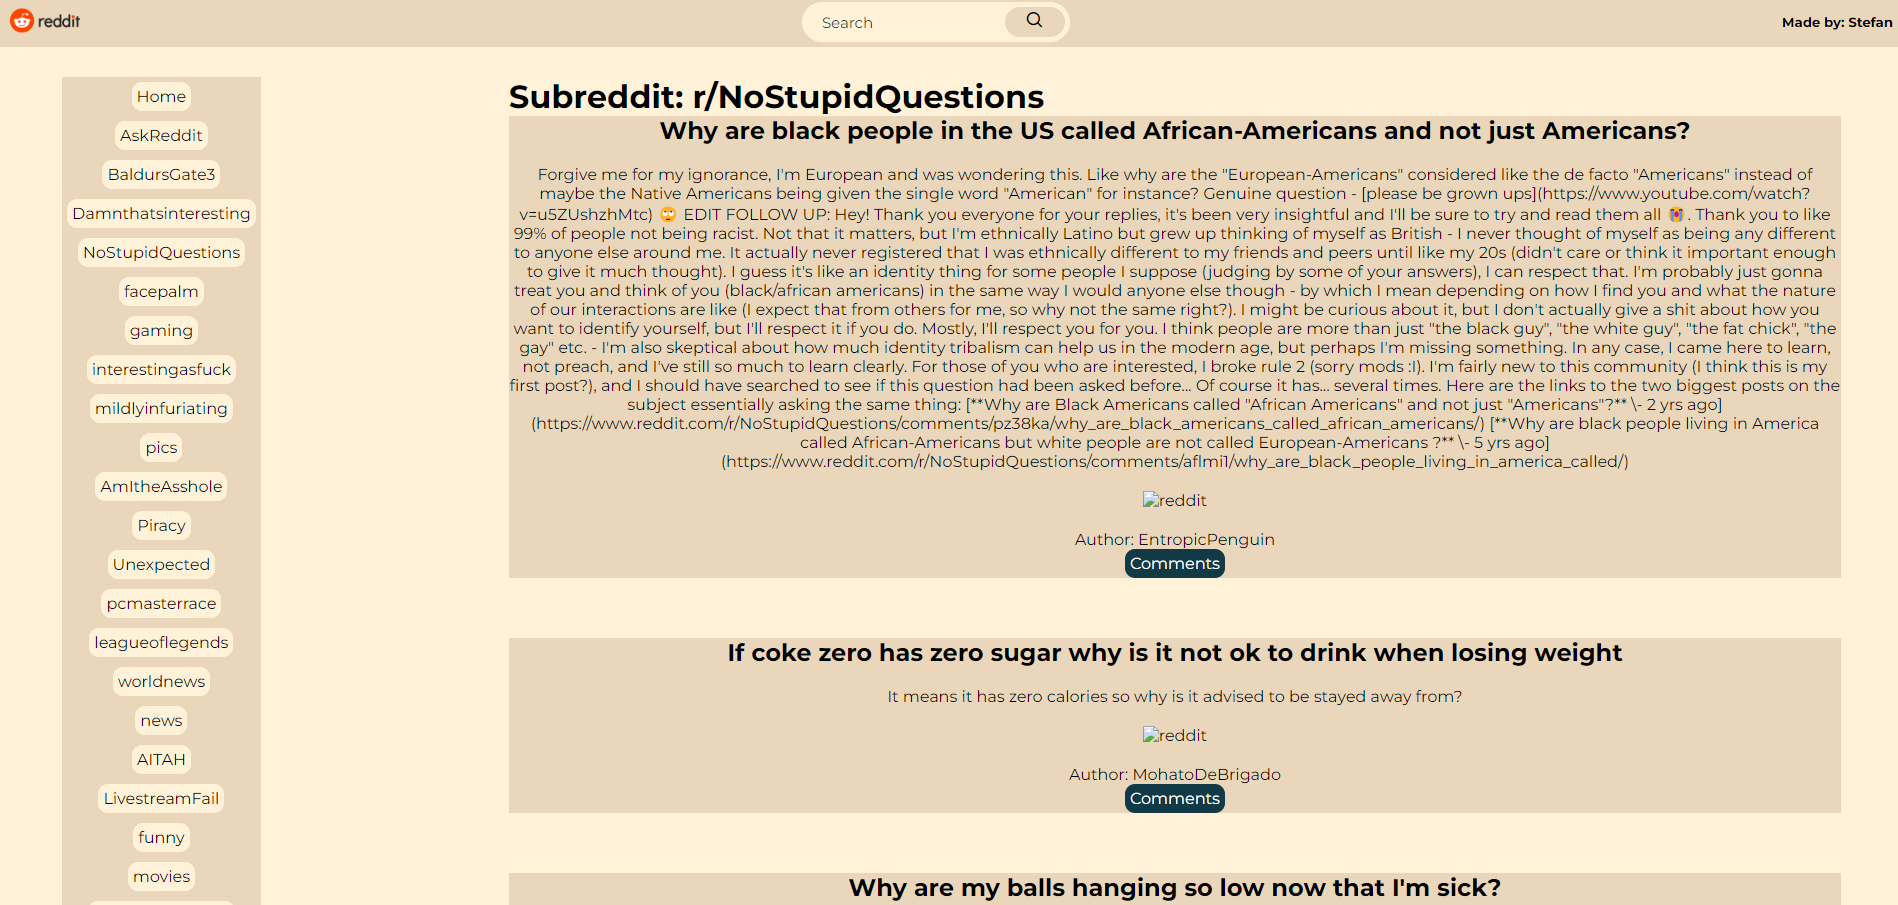 reddit
Search
Made by: Stefan
Home
AskReddit
BaldursGate3
Damnthatsinteresting
NoStupidQuestions
facepalm
gaming
interestingasfuck
mildlyinfuriating
pics
AmItheAsshole
Piracy
Unexpected
pcmasterrace
leagueoflegends
worldnews
news
AITAH
LivestreamFail
funny
movies
Subreddit: r/NoStupidQuestions
Why are black people in the US called African-Americans and not just Americans?
Forgive me for my ignorance, I'm European and was wondering this. Like why are the "European-Americans" considered like the de facto "Americans" instead of
maybe the Native Americans being given the single word "American" for instance? Genuine question - [please be grown ups](https://www.youtube.com/watch?
v=u5ZUshzhMtc) 🙄 EDIT FOLLOW UP: Hey! Thank you everyone for your replies, it's been very insightful and I'll be sure to try and read them all 😭. Thank you to like
99% of people not being racist. Not that it matters, but I'm ethnically Latino but grew up thinking of myself as British - I never thought of myself as being any different
to anyone else around me. It actually never registered that I was ethnically different to my friends and peers until like my 20s (didn't care or think it important enough
to give it much thought). I guess it's like an identity thing for some people I suppose (judging by some of your answers), I can respect that. I'm probably just gonna
treat you and think of you (black/african americans) in the same way I would anyone else though - by which I mean depending on how I find you and what the nature
of our interactions are like (I expect that from others for me, so why not the same right?). I might be curious about it, but I don't actually give a shit about how you
want to identify yourself, but I'll respect it if you do. Mostly, I'll respect you for you. I think people are more than just "the black guy", "the white guy", "the fat chick", "the
gay" etc. - I'm also skeptical about how much identity tribalism can help us in the modern age, but perhaps I'm missing something. In any case, I came here to learn,
not preach, and I've still so much to learn clearly. For those of you who are interested, I broke rule 2 (sorry mods :l). I'm fairly new to this community (I think this is my
first post?), and I should have searched to see if this question had been asked before... Of course it has... several times. Here are the links to the two biggest posts on the
subject essentially asking the same thing: [**Why are Black Americans called "African Americans" and not just "Americans"?** \- 2 yrs ago]
(https://www.reddit.com/r/NoStupidQuestions/comments/pz38ka/why_are_black_americans_called_african_americans/) [**Why are black people living in America
called African-Americans but white people are not called European-Americans ?** \- 5 yrs ago]
(https://www.reddit.com/r/NoStupidQuestions/comments/aflmi1/why_are_black_people_living_in_america_called/)
reddit
Author: EntropicPenguin
Comments
If coke zero has zero sugar why is it not ok to drink when losing weight
It means it has zero calories so why is it advised to be stayed away from?
reddit
Author: MohatoDeBrigado
Comments
Why are my balls hanging so low now that I'm sick?